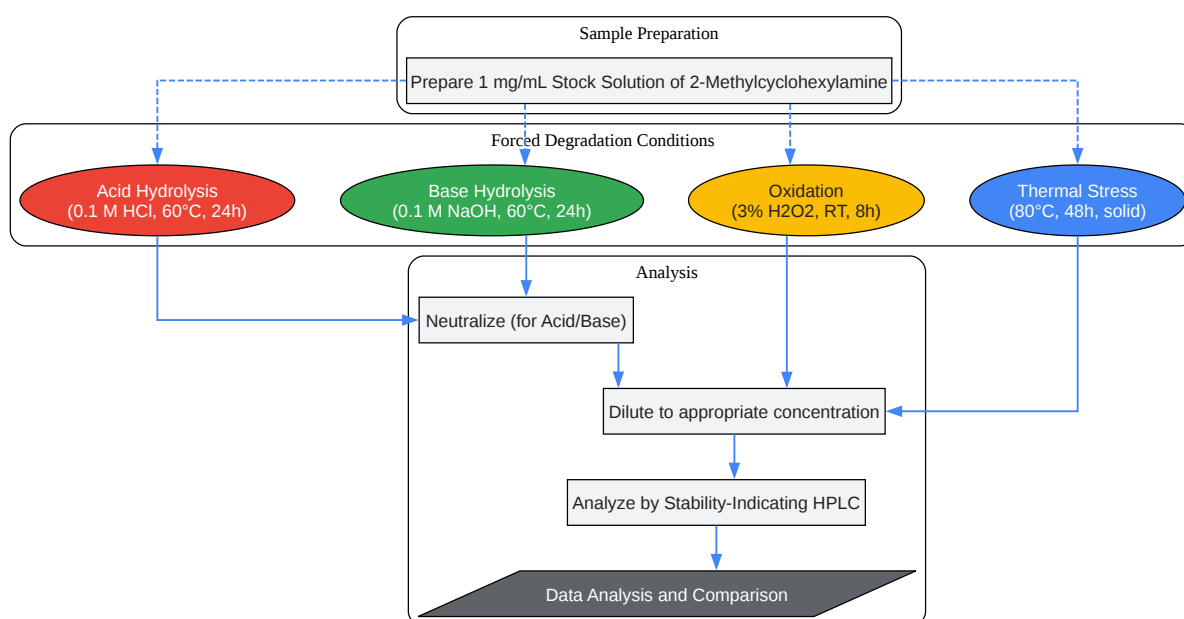 Sample Preparation
Prepare 1 mg/mL Stock Solution of 2-Methylcyclohexylamine
Forced Degradation Conditions
Acid Hydrolysis
(0.1 M HCl, 60°C, 24h)
Base Hydrolysis
(0.1 M NaOH, 60°C, 24h)
Oxidation
(3% H2O2, RT, 8h)
Thermal Stress
(80°C, 48h, solid)
Analysis
Neutralize (for Acid/Base)
Dilute to appropriate concentration
Analyze by Stability-Indicating HPLC
Data Analysis and Comparison